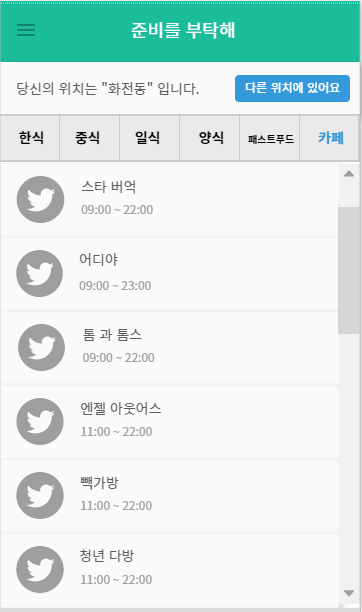 준비를 부탁해
당신의 위치는 "화전동" 입니다. 다른 위치에 있어요
한식 중식 일식 양식 패스트푸드 카페
스타 버억
09:00 ~ 22:00
어디야
09:00 ~ 23:00
톰 과 톰스
09:00 ~ 22:00
엔젤 아웃어스
11:00 ~ 22:00
빽가방
11:00 ~ 22:00
청년 다방
11:00 ~ 22:00